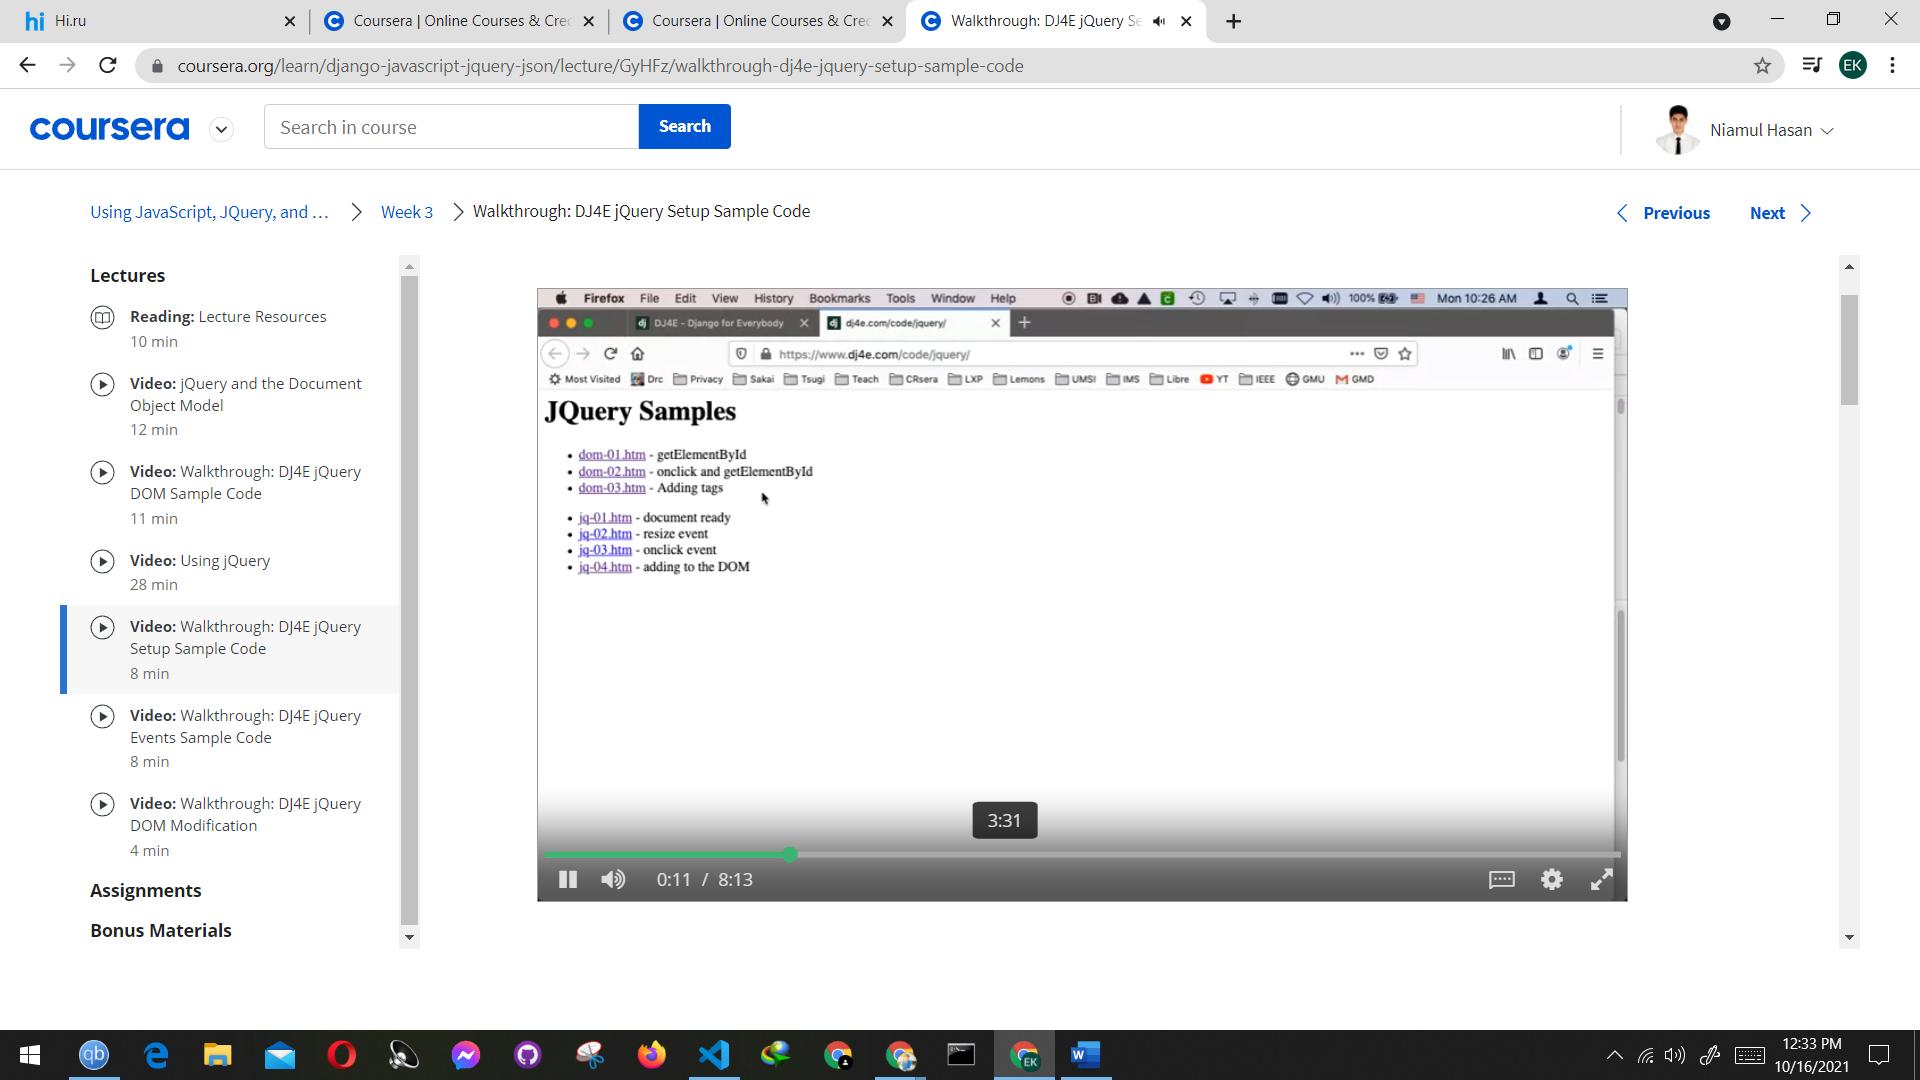 hi Hi.ru
Coursera | Online Courses & Crec
Coursera | Online Courses & Crec
Walkthrough: DJ4E jQuery Se
coursera.org/learn/django-javascript-jquery-json/lecture/GyHFz/walkthrough-dj4e-jquery-setup-sample-code
EK
coursera
Search in course
Search
Niamul Hasan
Using JavaScript, JQuery, and ...
Week 3
Walkthrough: DJ4E jQuery Setup Sample Code
Previous
Next
Lectures
Reading: Lecture Resources
10 min
Video: jQuery and the Document
Object Model
12 min
Video: Walkthrough: DJ4E jQuery
DOM Sample Code
11 min
Video: Using jQuery
28 min
Video: Walkthrough: DJ4E jQuery
Setup Sample Code
8 min
Video: Walkthrough: DJ4E jQuery
Events Sample Code
8 min
Video: Walkthrough: DJ4E jQuery
DOM Modification
4 min
Assignments
Bonus Materials
Firefox File Edit View History Bookmarks Tools Window Help 100% Mon 10:26 AM
dj DJ4E - Django for Everybody
dj dj4e.com/code/jquery/
https://www.dj4e.com/code/jquery/
Most Visited Drc Privacy Sakai Tsugi Teach CRsera LXP Lemons UMSI IMS Libre YT IEEE GMU GMD
JQuery Samples
dom-01.htm - getElementById
dom-02.htm - onclick and getElementById
dom-03.htm - Adding tags
jq-01.htm - document ready
jq-02.htm - resize event
jq-03.htm - onclick event
jq-04.htm - adding to the DOM
3:31
0:11 / 8:13
qb
EK
W
12:33 PM
10/16/2021